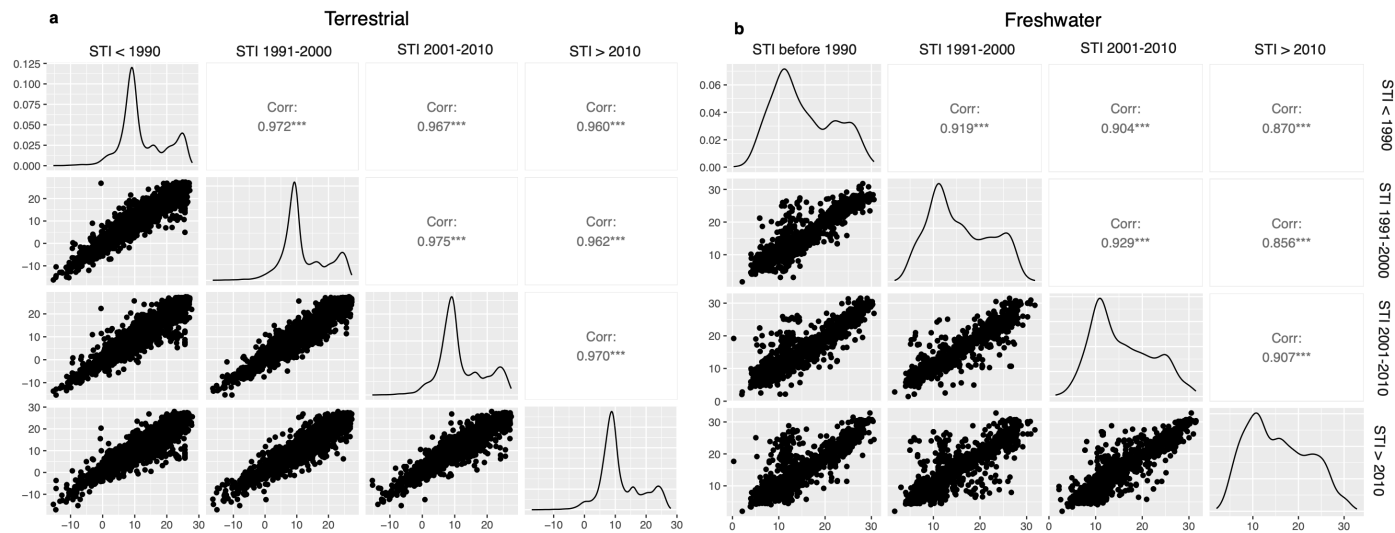 a
Terrestrial
STI < 1990
STI 1991-2000
STI 2001-2010
STI > 2010
0.125
0.100
0.075
0.050
0.025
0.000
Corr:
0.972***
Corr:
0.967***
Corr:
0.960***
20
10
0
−10
Corr:
0.975***
Corr:
0.962***
20
10
0
−10
Corr:
0.970***
30
20
10
0
−10
−10 0 10 20 30
−10 0 10 20
−10 0 10 20
−10 0 10 20 30
b
Freshwater
STI before 1990
STI 1991-2000
STI 2001-2010
STI > 2010
0.06
0.04
0.02
0.00
Corr:
0.919***
Corr:
0.904***
Corr:
0.870***
STI < 1990
30
20
10
Corr:
0.929***
Corr:
0.856***
STI 1991-2000
30
20
10
0
Corr:
0.907***
STI 2001-2010
30
20
10
STI > 2010
0 10 20 30
10 20 30
0 10 20 30
10 20 30